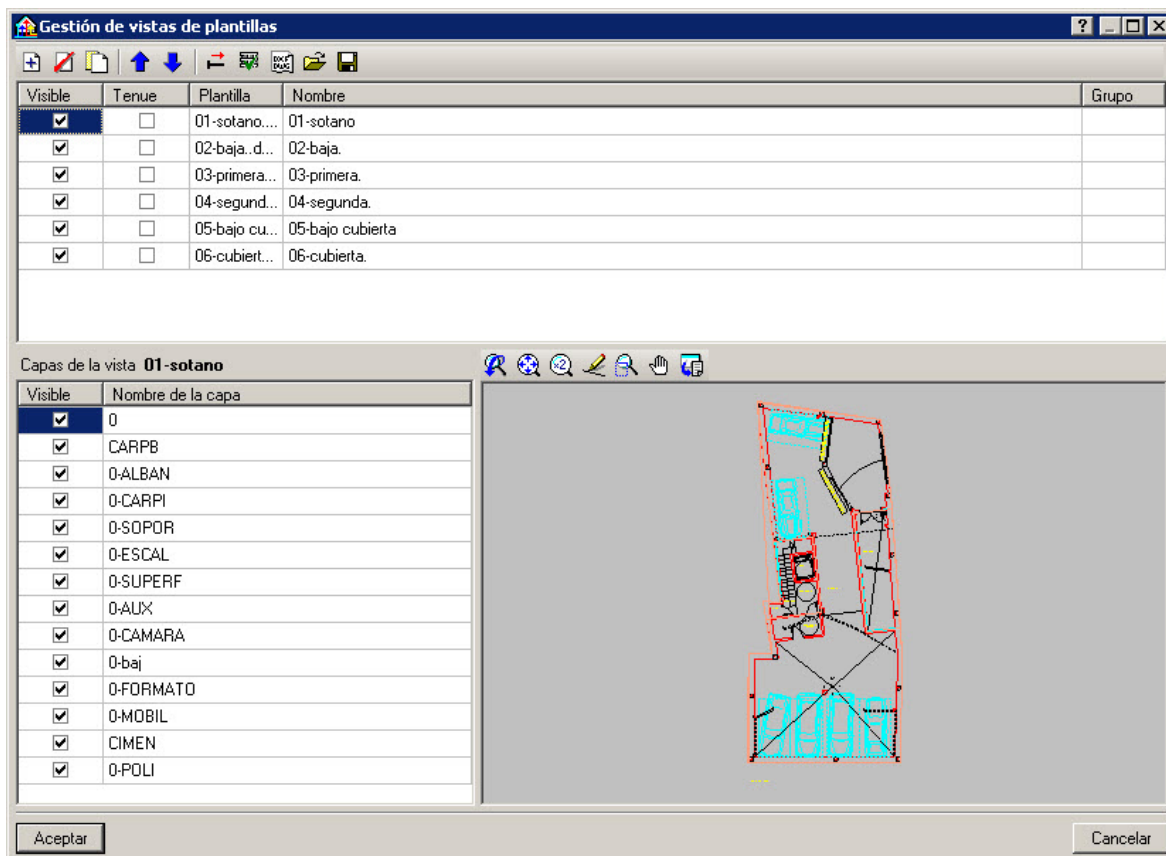 Gestión de vistas de plantillas
DXF DWG
Visible Tenue Plantilla Nombre Grupo
01-sotano.... 01-sotano
02-baja..d... 02-baja.
03-primera... 03-primera.
04-segund... 04-segunda.
05-bajo cu... 05-bajo cubierta
06-cubiert... 06-cubierta.
Capas de la vista 01-sotano
x2
Visible Nombre de la capa
0
CARPB
0-ALBAN
0-CARPI
0-SOPOR
0-ESCAL
0-SUPERF
0-AUX
0-CAMARA
0-baj
0-FORMATO
0-MOBIL
CIMEN
0-POLI
Aceptar Cancelar